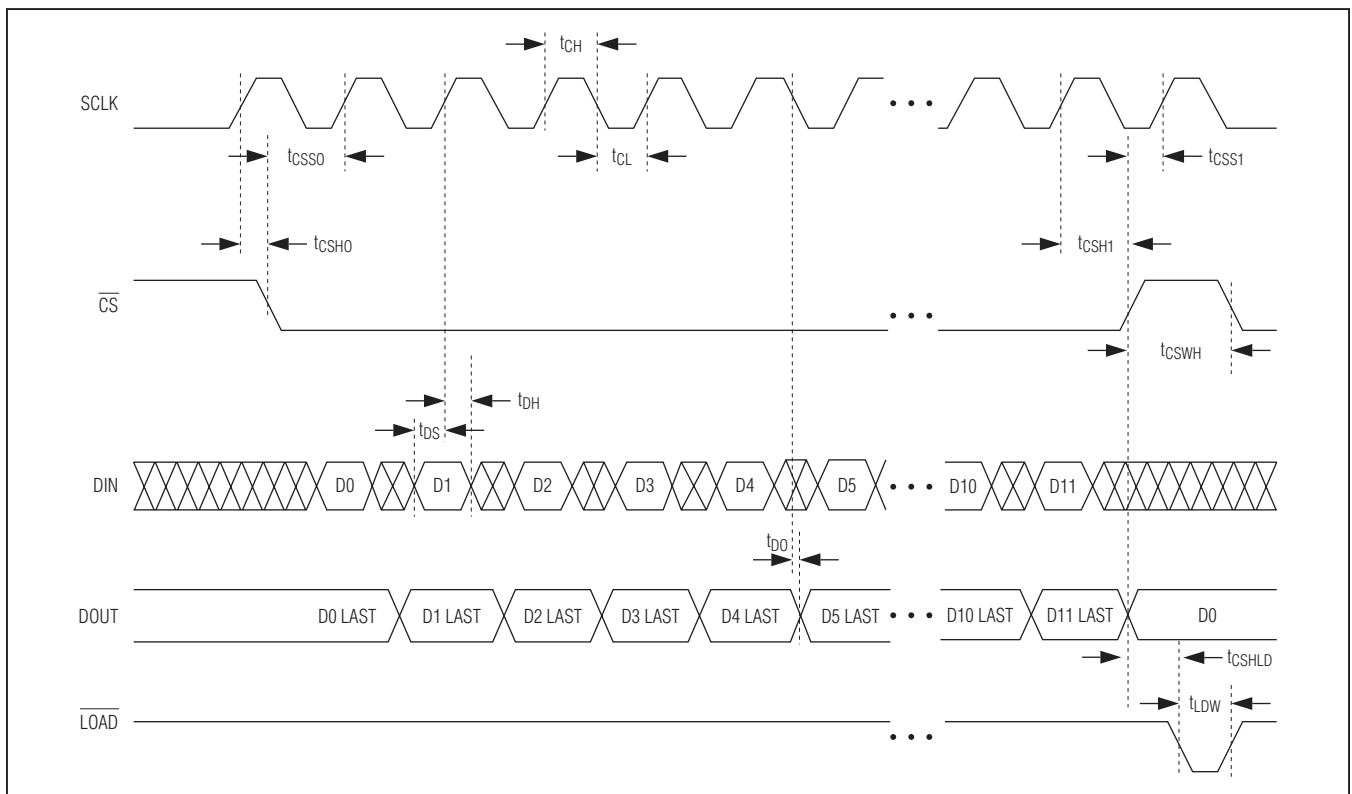 tCH
SCLK
tCSS0
tCL
tCSS1
tCSH0
tCSH1
CS
tCSWH
tDH
tDS
DIN
D0
D1
D2
D3
D4
D5
D10
D11
tDO
DOUT
D0 LAST
D1 LAST
D2 LAST
D3 LAST
D4 LAST
D5 LAST
D10 LAST
D11 LAST
D0
tCSHLD
tLDW
LOAD